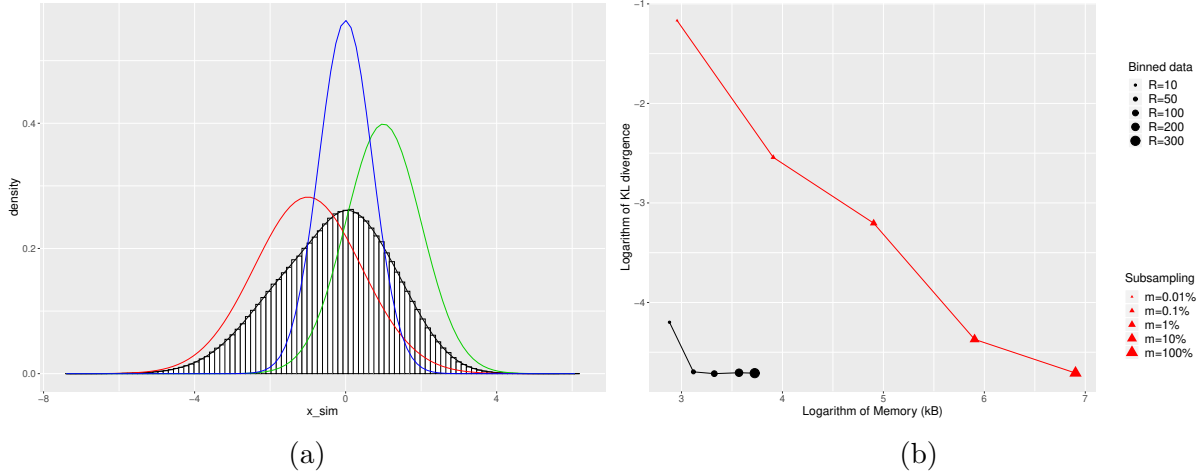 density
0.4
0.2
0.0
−8
−4
0
4
x_sim
(a)
Logarithm of KL divergence
−1
−2
−3
−4
3
4
5
6
7
Logarithm of Memory (kB)
(b)
Binned data
R=10
R=50
R=100
R=200
R=300
Subsampling
m=0.01%
m=0.1%
m=1%
m=10%
m=100%